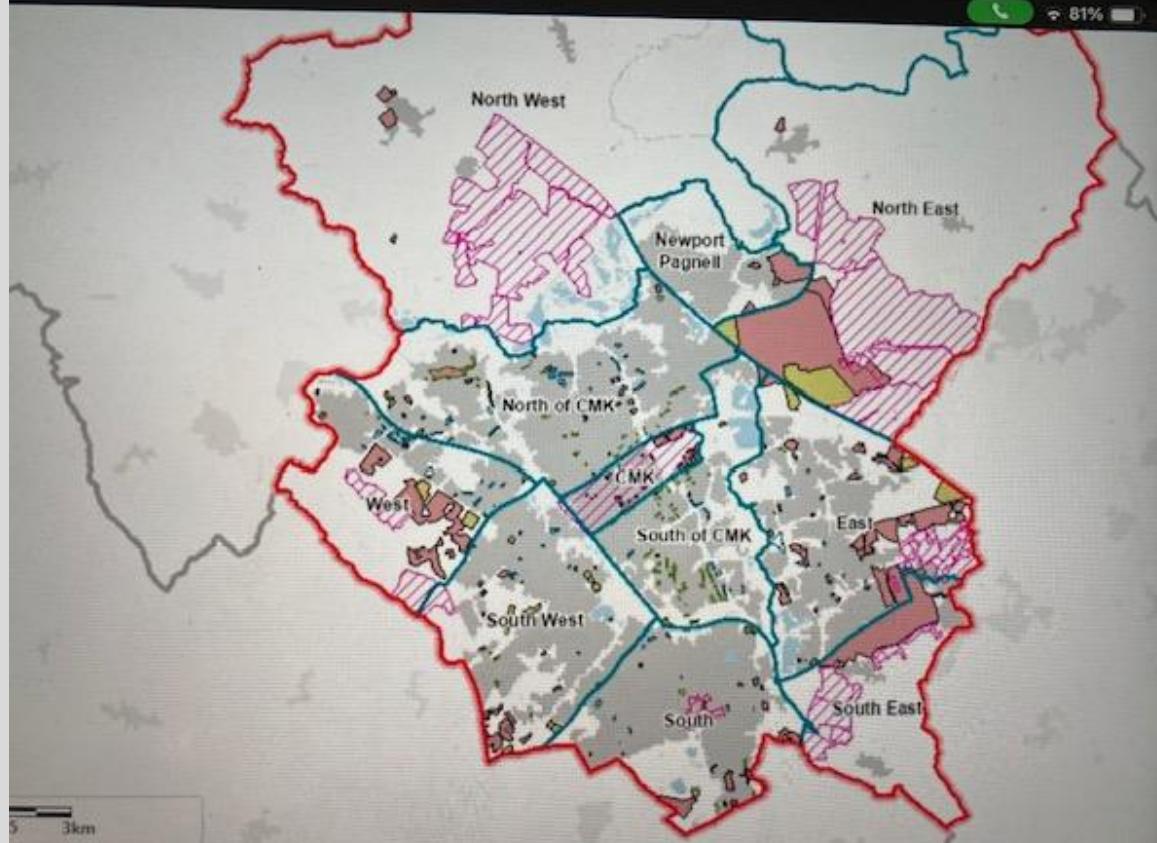 81%
North West
North East
Newport
Pagnell
North of CMK
CMK
West
South of CMK
East
South West
South
South East
5
3km